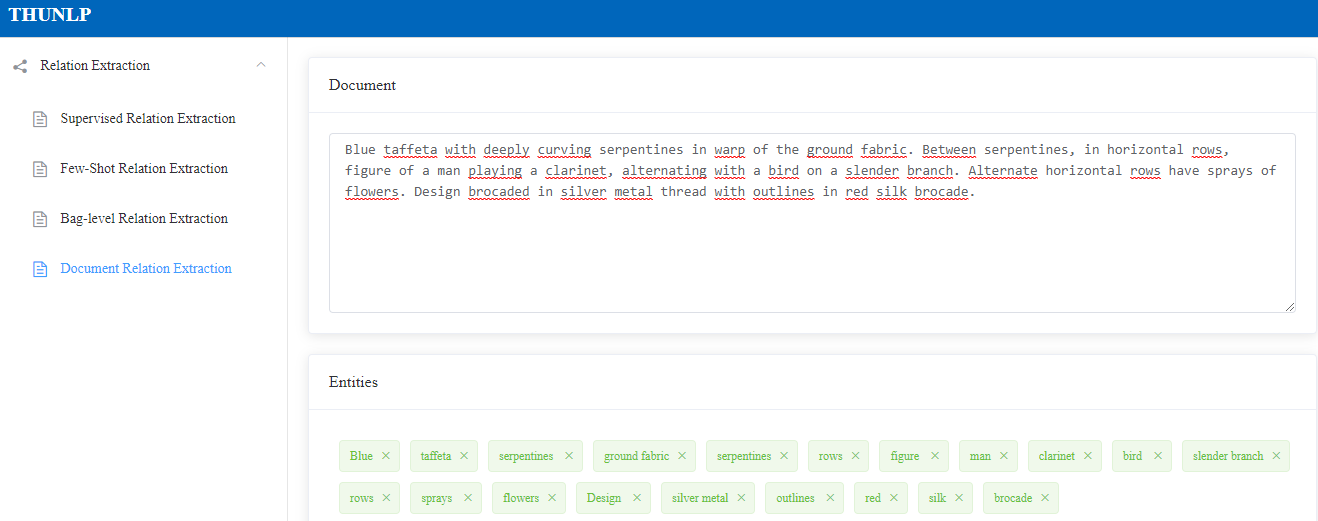 THUNLP
Relation Extraction
Supervised Relation Extraction
Few-Shot Relation Extraction
Bag-level Relation Extraction
Document Relation Extraction
Document
Blue taffeta with deeply curving serpentines in warp of the ground fabric. Between serpentines, in horizontal rows,
figure of a man playing a clarinet, alternating with a bird on a slender branch. Alternate horizontal rows have sprays of
flowers. Design brocaded in silver metal thread with outlines in red silk brocade.
Entities
Blue × taffeta × serpentines × ground fabric × serpentines × rows × figure × man × clarinet × bird × slender branch ×
rows × sprays × flowers × Design × silver metal × outlines × red × silk × brocade ×